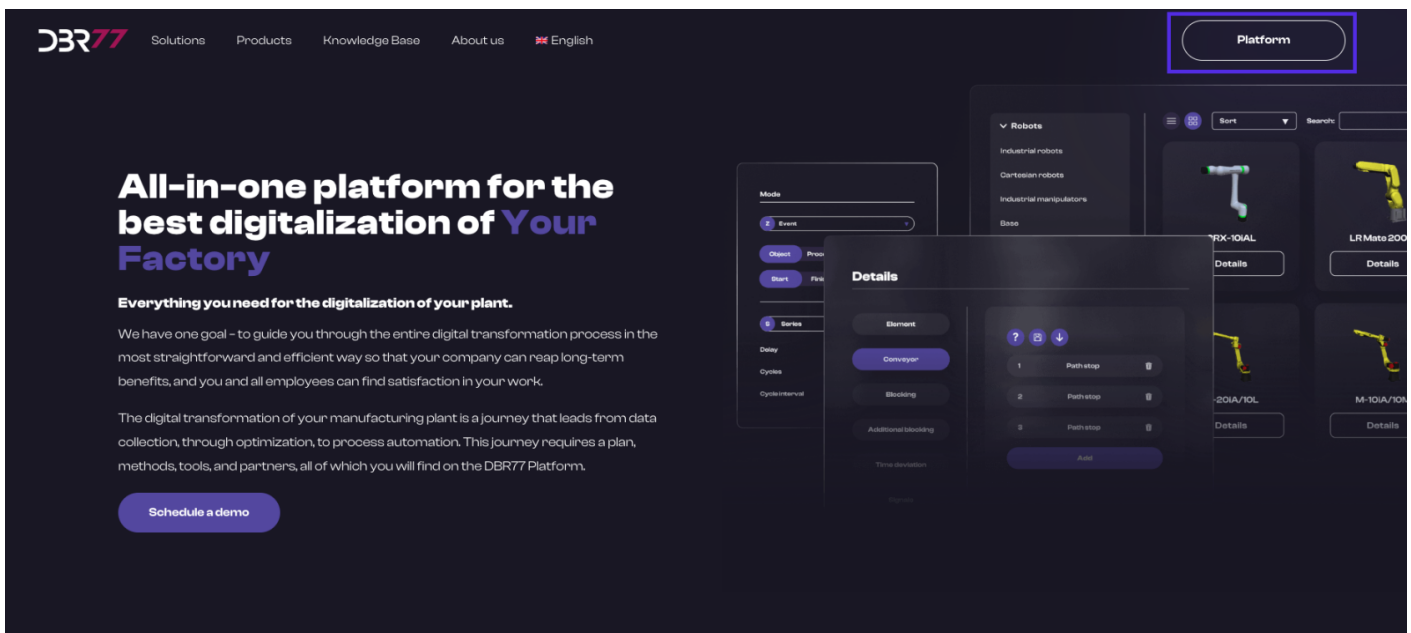 DBR77
Solutions
Products
Knowledge Base
About us
English
Platform
All-in-one platform for the
best digitalization of Your
Factory
Everything you need for the digitalization of your plant.
We have one goal – to guide you through the entire digital transformation process in the
most straightforward and efficient way so that your company can reap long-term
benefits, and you and all employees can find satisfaction in your work.
The digital transformation of your manufacturing plant is a journey that leads from data
collection, through optimization, to process automation. This journey requires a plan,
methods, tools, and partners, all of which you will find on the DBR77 Platform.
Schedule a demo
Mode
Z Event
Object
Start
S Series
Delay
Cycles
Cycle interval
Robots
Industrial robots
Cartesian robots
Industrial manipulators
Base
Sort
Search:
RX-10iAL
Details
LR Mate 200
Details
-20iA/10L
Details
M-10iA/10M
Details
Details
Element
Conveyor
Blocking
Additional blocking
Time deviation
?
1 Path stop
2 Path stop
3 Path stop
Add